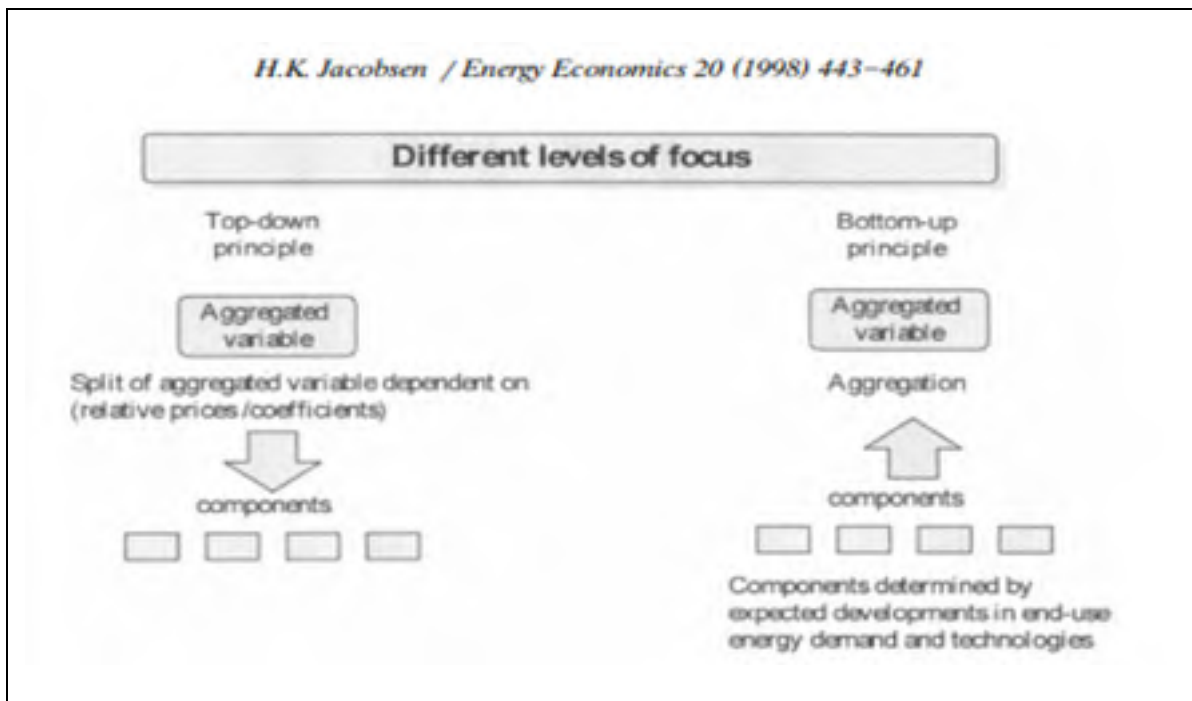 H.K. Jacobsen / Energy Economics 20 (1998) 443–461
Different levels of focus
Top-down
principle
Aggregated
variable
Split of aggregated variable dependent on
(relative prices/coefficients)
components
Bottom-up
principle
Aggregated
variable
Aggregation
components
Components determined by
expected developments in end-use
energy demand and technologies